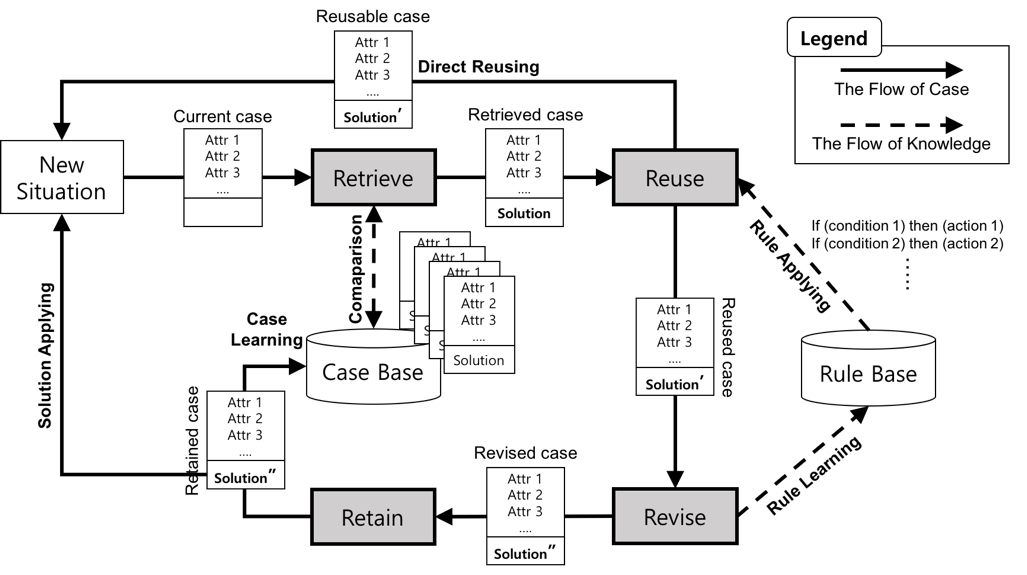 Reusable case
Attr 1
Attr 2
Attr 3
....
Solution′
Direct Reusing
Legend
The Flow of Case
The Flow of Knowledge
Current case
Attr 1
Attr 2
Attr 3
....
Retrieved case
Attr 1
Attr 2
Attr 3
....
Solution
New
Situation
Retrieve
Reuse
If (condition 1) then (action 1)
If (condition 2) then (action 2)
Rule Applying
Comaparison
Attr 1
Attr 1
Attr 1
Attr 1
Attr 2
Attr 3
....
Solution
Case
Learning
Case Base
Reused case
Attr 1
Attr 2
Attr 3
....
Solution′
Rule Base
Solution Applying
Retained case
Attr 1
Attr 2
Attr 3
....
Solution″
Rule Learning
Revised case
Attr 1
Attr 2
Attr 3
....
Solution″
Retain
Revise